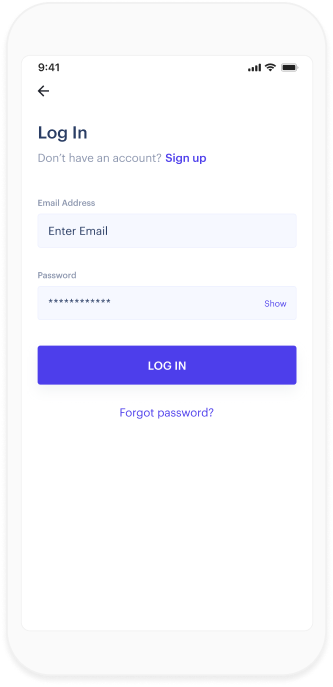 9:41
Log In
Don't have an account? Sign up
Email Address
Enter Email
Password
************ Show
LOG IN
Forgot password?